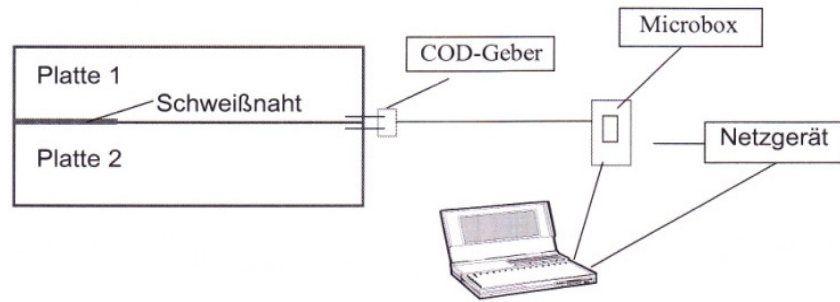 Microbox
COD-Geber
Platte 1
Schweißnaht
Netzgerät
Platte 2